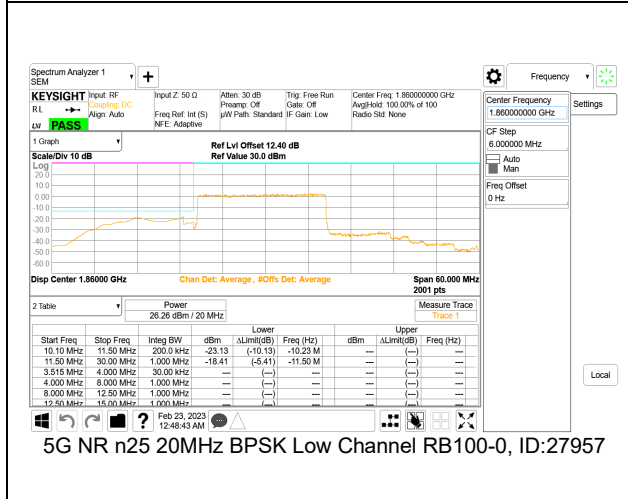 Spectrum Analyzer 1
SEM
+
Frequency
KEYSIGHT Input: RF Input Z: 50 Ω Atten: 30 dB Trig: Free Run Center Freq: 1.860000000 GHz
RL Coupling: DC Preamp: Off Gate: Off Avg|Hold: 100.00% of 100
Align: Auto Freq Ref: Int (S) µW Path: Standard IF Gain: Low Radio Std: None
PASS NFE: Adaptive
Center Frequency
1.860000000 GHz
Settings
CF Step
6.000000 MHz
Auto
Man
Freq Offset
0 Hz
Local
1 Graph
Ref Lvl Offset 12.40 dB
Scale/Div 10 dB Ref Value 30.0 dBm
Log
20.0
10.0
0.00
-10.0
-20.0
-30.0
-40.0
-50.0
-60.0
Disp Center 1.86000 GHz Chan Det: Average, #Offs Det: Average Span 60.000 MHz
2001 pts
2 Table Power Measure Trace
26.26 dBm / 20 MHz Trace 1
Lower Upper
Start Freq Stop Freq Integ BW dBm ΔLimit(dB) Freq (Hz) dBm ΔLimit(dB) Freq (Hz)
10.10 MHz 11.50 MHz 200.0 kHz -23.13 (-10.13) -10.23 M --- (---) ---
11.50 MHz 30.00 MHz 1.000 MHz -18.41 (-5.41) -11.50 M --- (---) ---
3.515 MHz 4.000 MHz 30.00 kHz --- (---) --- --- (---) ---
4.000 MHz 8.000 MHz 1.000 MHz --- (---) --- --- (---) ---
8.000 MHz 12.50 MHz 1.000 MHz --- (---) --- --- (---) ---
12.50 MHz 15.00 MHz 1.000 MHz --- (---) --- --- (---) ---
? Feb 23, 2023
12:48:43 AM
5G NR n25 20MHz BPSK Low Channel RB100-0, ID:27957